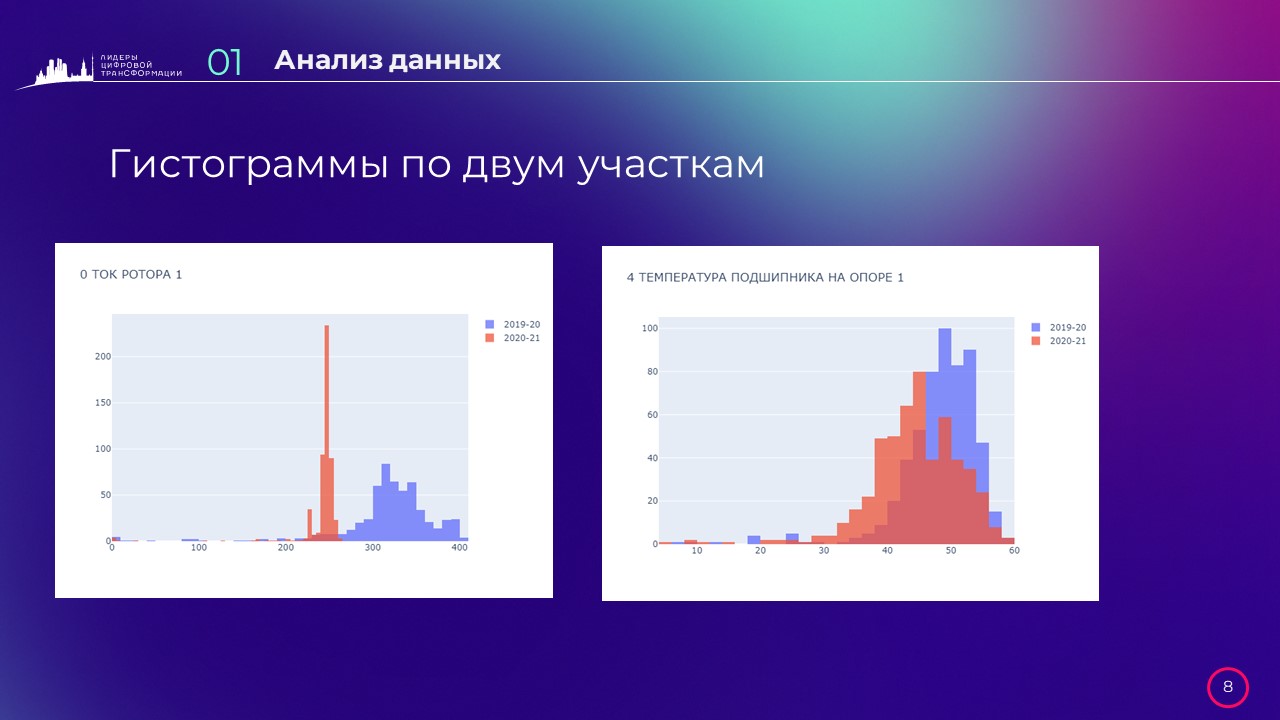 ЛИДЕРЫ
ЦИФРОВОЙ
ТРАНСФОРМАЦИИ
01
Анализ данных
Гистограммы по двум участкам
0 ТОК РОТОРА 1
2019-20
2020-21
200
150
100
50
0
0 100 200 300 400
4 ТЕМПЕРАТУРА ПОДШИПНИКА НА ОПОРЕ 1
2019-20
2020-21
100
80
60
40
20
0
10 20 30 40 50 60
8